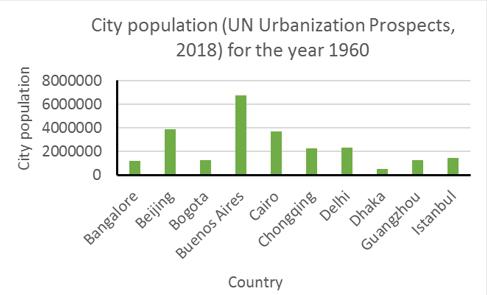 City population (UN Urbanization Prospects,
2018) for the year 1960
City population
8000000
6000000
4000000
2000000
0
Bangalore
Beijing
Bogota
Buenos Aires
Cairo
Chongqing
Delhi
Dhaka
Guangzhou
Istanbul
Country